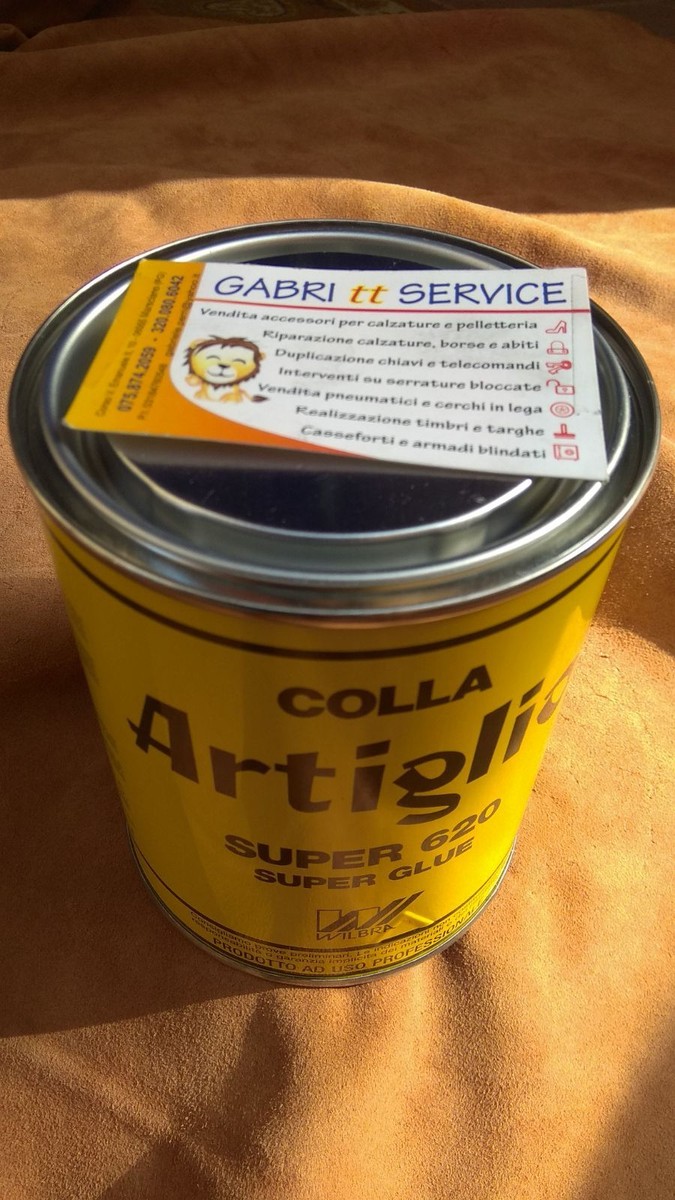 GABRI tt SERVICE
Vendita accessori per calzature e pelletteria
Riparazione calzature, borse e abiti
Duplicazione chiavi e telecomandi
Interventi su serrature bloccate
Vendita pneumatici e cerchi in lega
Realizzazione timbri e targhe
Casseforti e armadi blindati
075.874.2059 - 320.080.6042
COLLA
Artiglio
SUPER 620
SUPER GLUE
WILBRA
PRODOTTO AD USO PROFESSIONALE